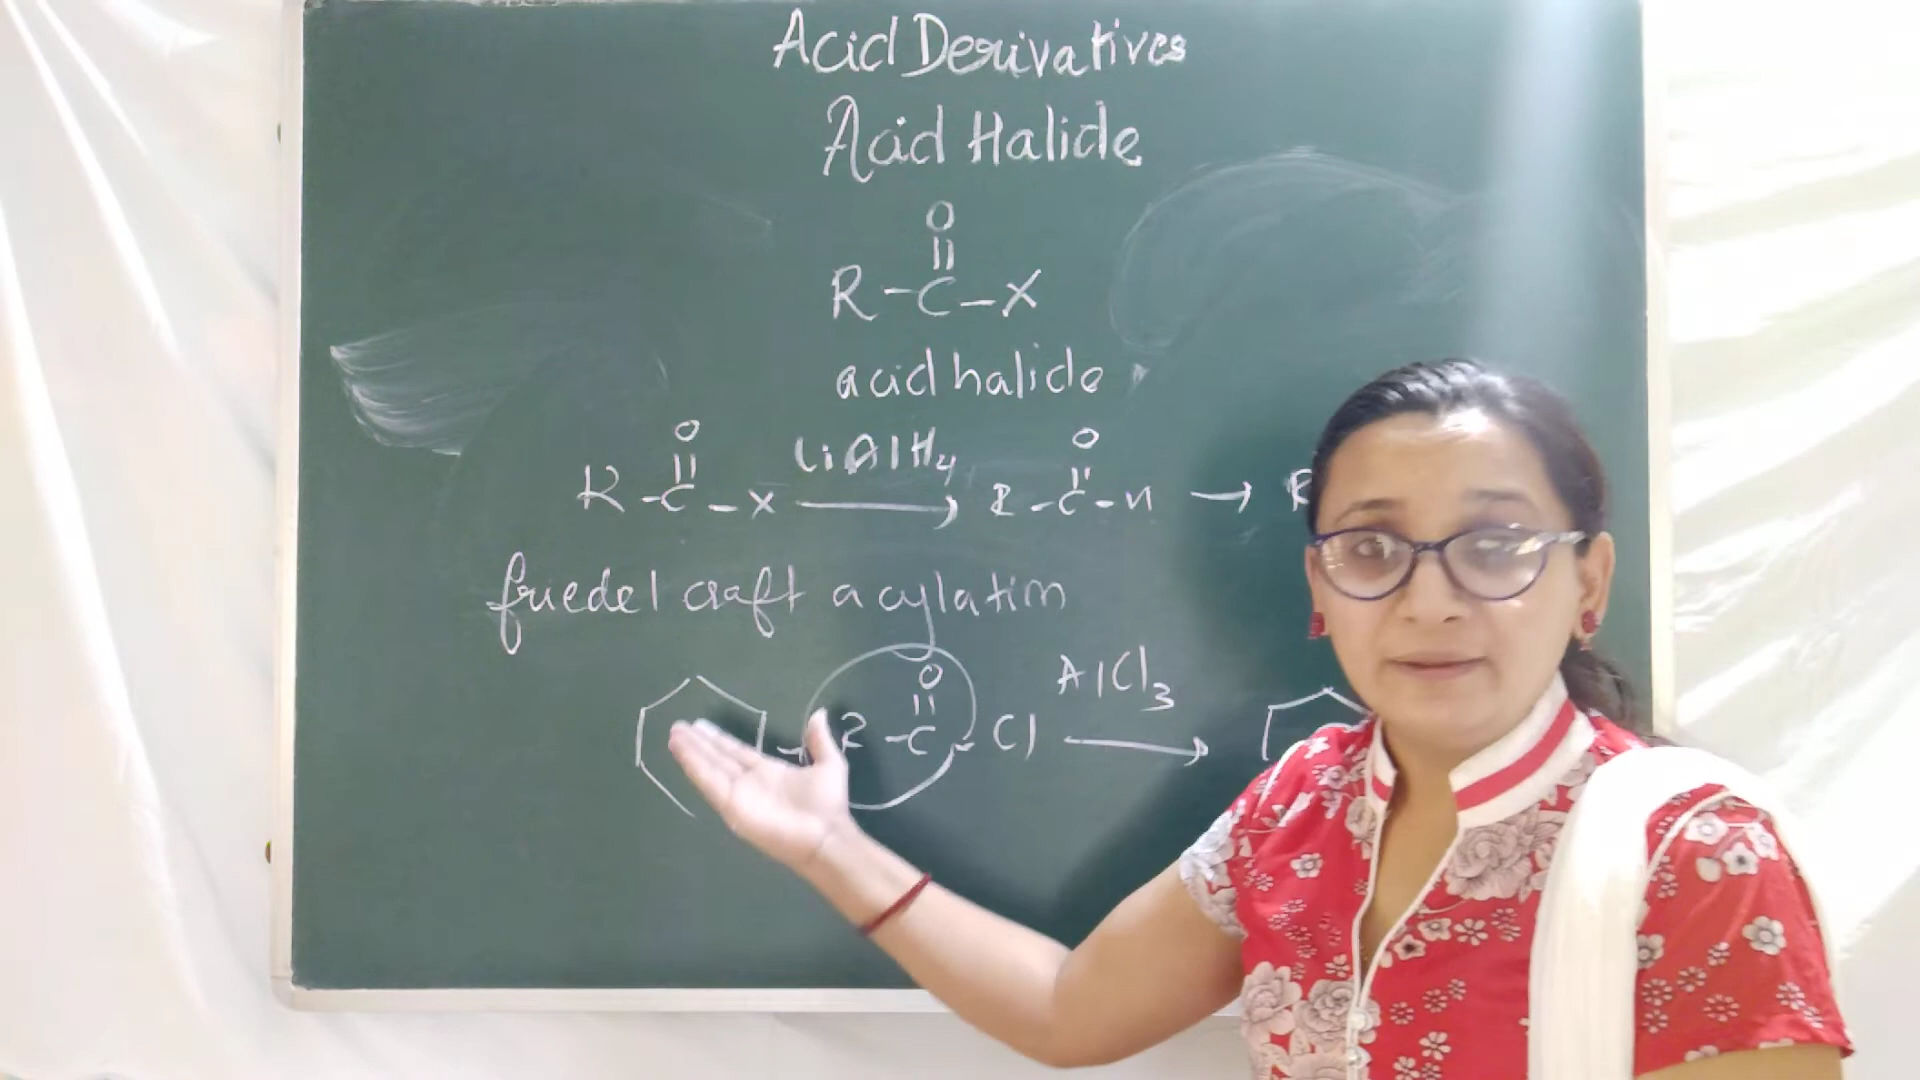 Acid Derivatives
Acid Halide
O
R-C-X
acid halide
O O
R-C-X LiAlH4 → R-C-H → R
friedel craft acylation
O
+ R-C-Cl AlCl3 →